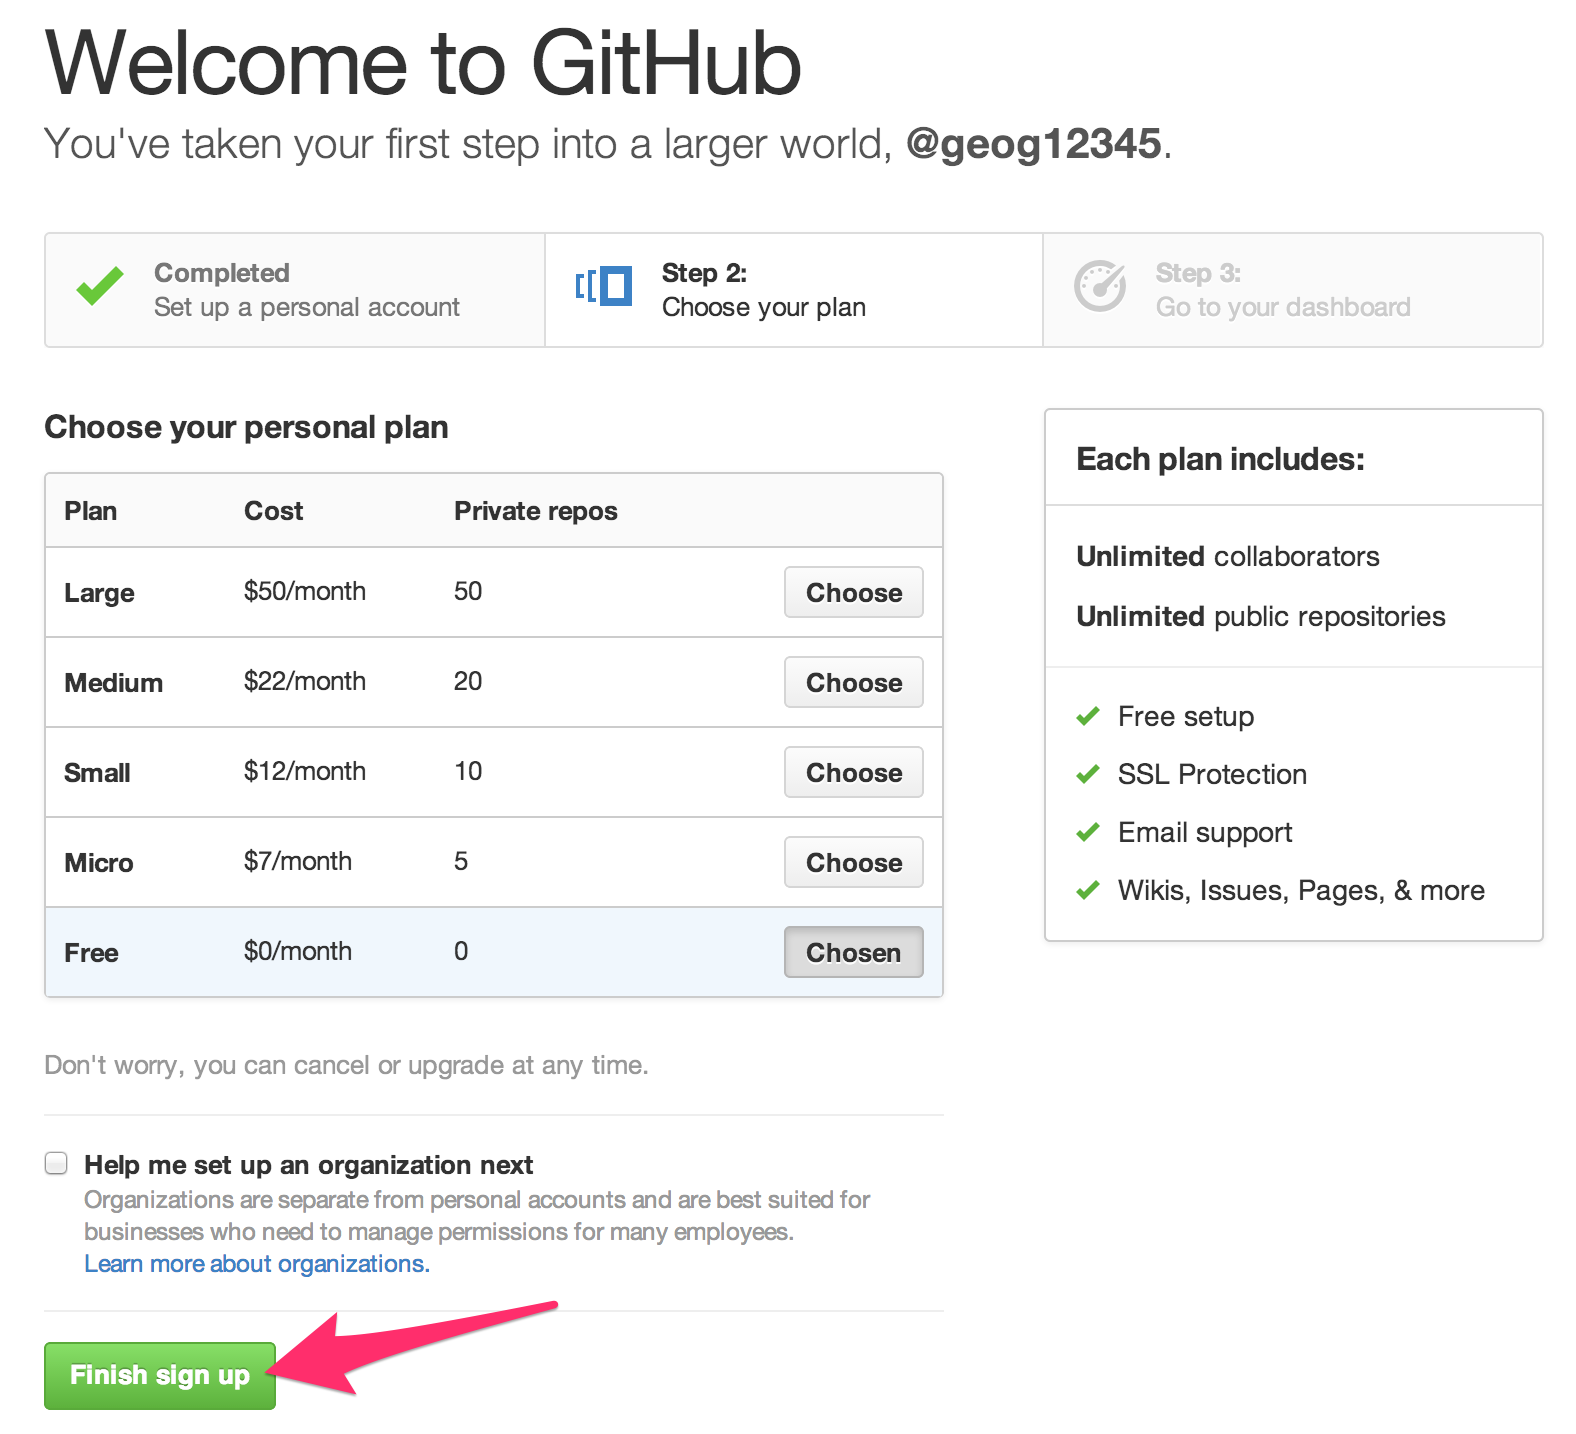 Welcome to GitHub
You've taken your first step into a larger world, @geog12345.
Completed
Set up a personal account
Step 2:
Choose your plan
Step 3:
Go to your dashboard
Choose your personal plan
Plan Cost Private repos
Large $50/month 50 Choose
Medium $22/month 20 Choose
Small $12/month 10 Choose
Micro $7/month 5 Choose
Free $0/month 0 Chosen
Don't worry, you can cancel or upgrade at any time.
Help me set up an organization next
Organizations are separate from personal accounts and are best suited for
businesses who need to manage permissions for many employees.
Learn more about organizations.
Finish sign up
Each plan includes:
Unlimited collaborators
Unlimited public repositories
Free setup
SSL Protection
Email support
Wikis, Issues, Pages, & more